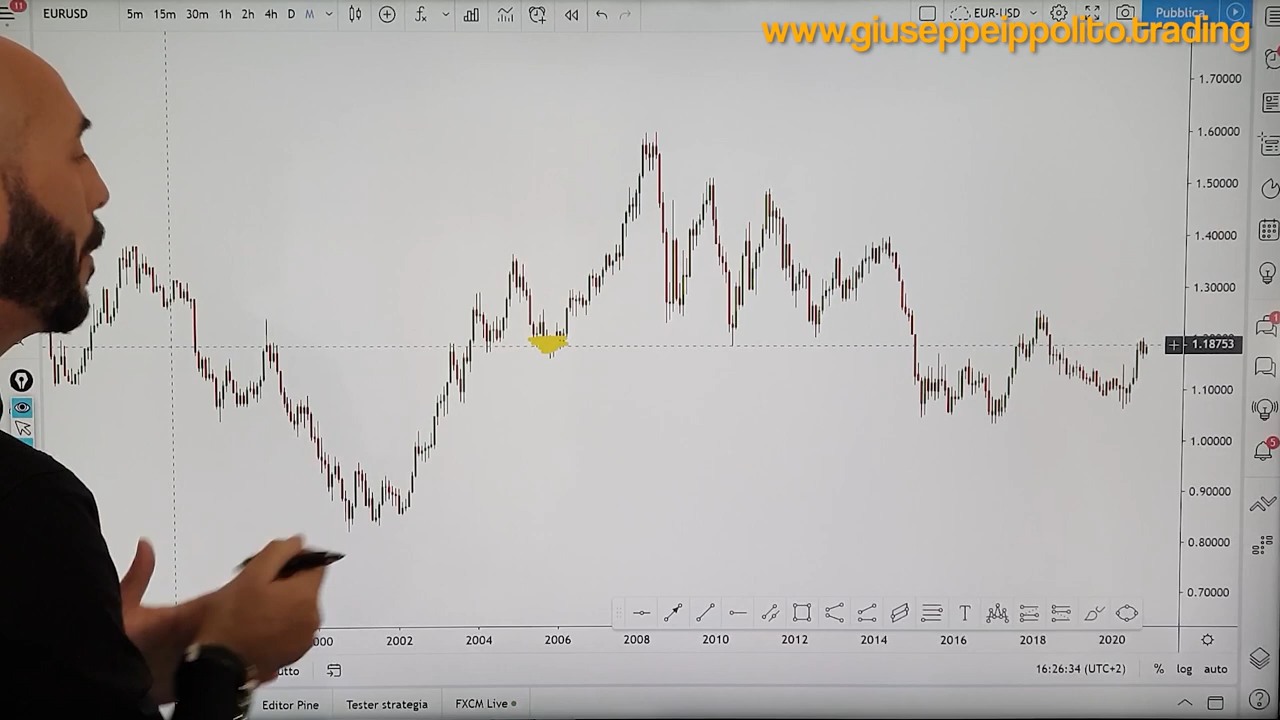 11
EURUSD 5m 15m 30m 1h 2h 4h D M
EUR-USD Pubblica
www.giuseppeippolito.trading
1.70000
1.60000
1.50000
1.40000
1.30000
1
1.18753
1.10000
1.00000
5
0.90000
0.80000
0.70000
T
2002 2004 2006 2008 2010 2012 2014 2016 2018 2020
16:26:34 (UTC+2) % log auto
Editor Pine Tester strategia FXCM Live